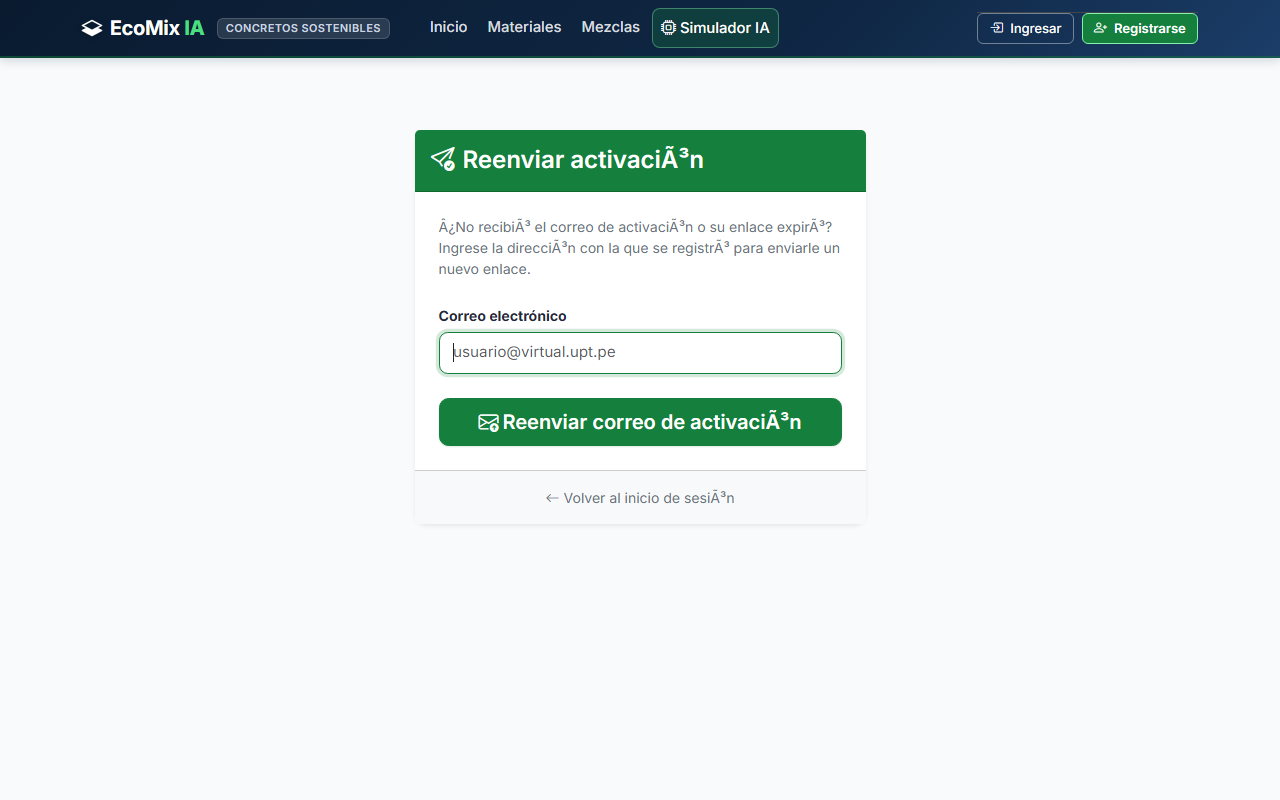 EcoMix IA
CONCRETOS SOSTENIBLES
Inicio
Materiales
Mezclas
Simulador IA
Ingresar
Registrarse
Reenviar activaciÃ³n
Â¿No recibiÃ³ el correo de activaciÃ³n o su enlace expirÃ³?
Ingrese la direcciÃ³n con la que se registrÃ³ para enviarle un
nuevo enlace.
Correo electrónico
usuario@virtual.upt.pe
Reenviar correo de activaciÃ³n
← Volver al inicio de sesiÃ³n